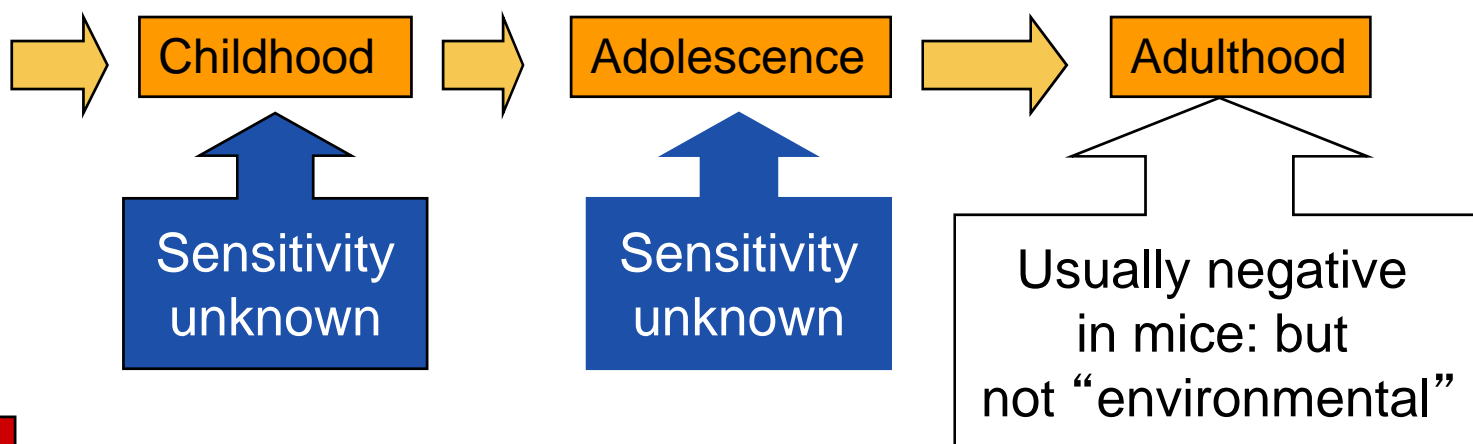 Childhood
Adolescence
Adulthood
Sensitivity
unknown
Sensitivity
unknown
Usually negative
in mice: but
not “environmental”